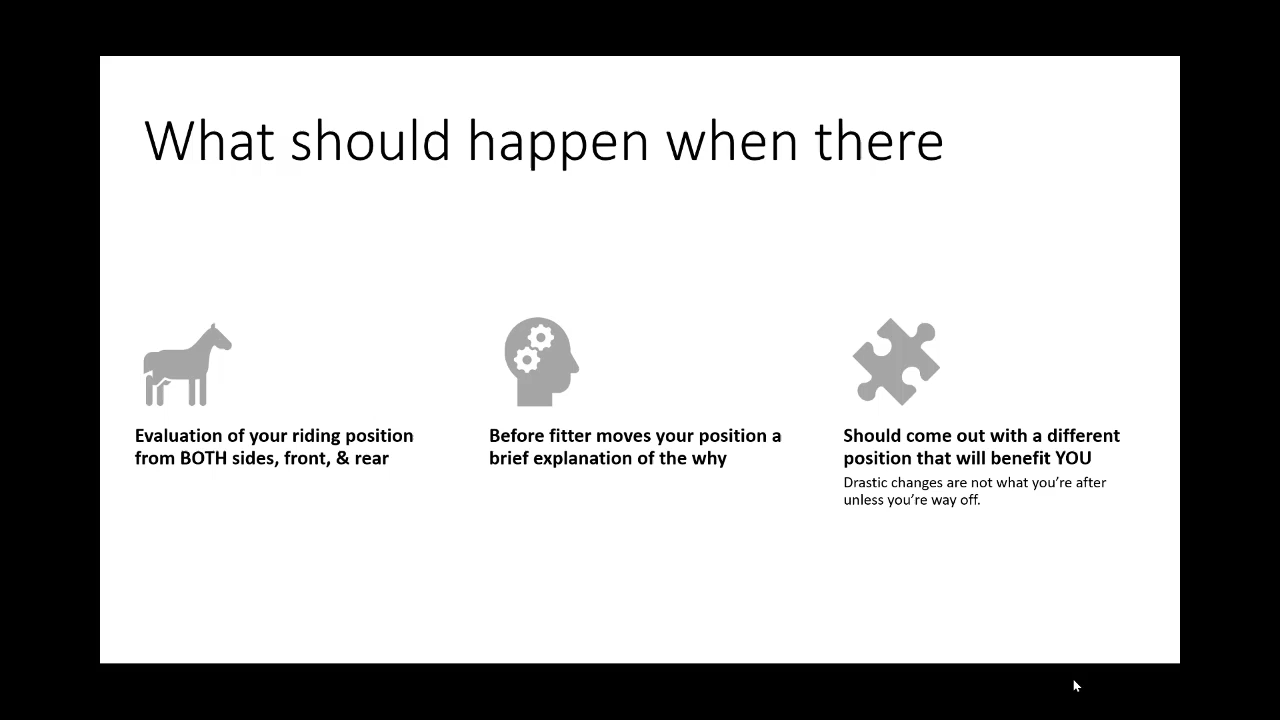 What should happen when there
Evaluation of your riding position
from BOTH sides, front, & rear
Before fitter moves your position a
brief explanation of the why
Should come out with a different
position that will benefit YOU
Drastic changes are not what you’re after
unless you’re way off.